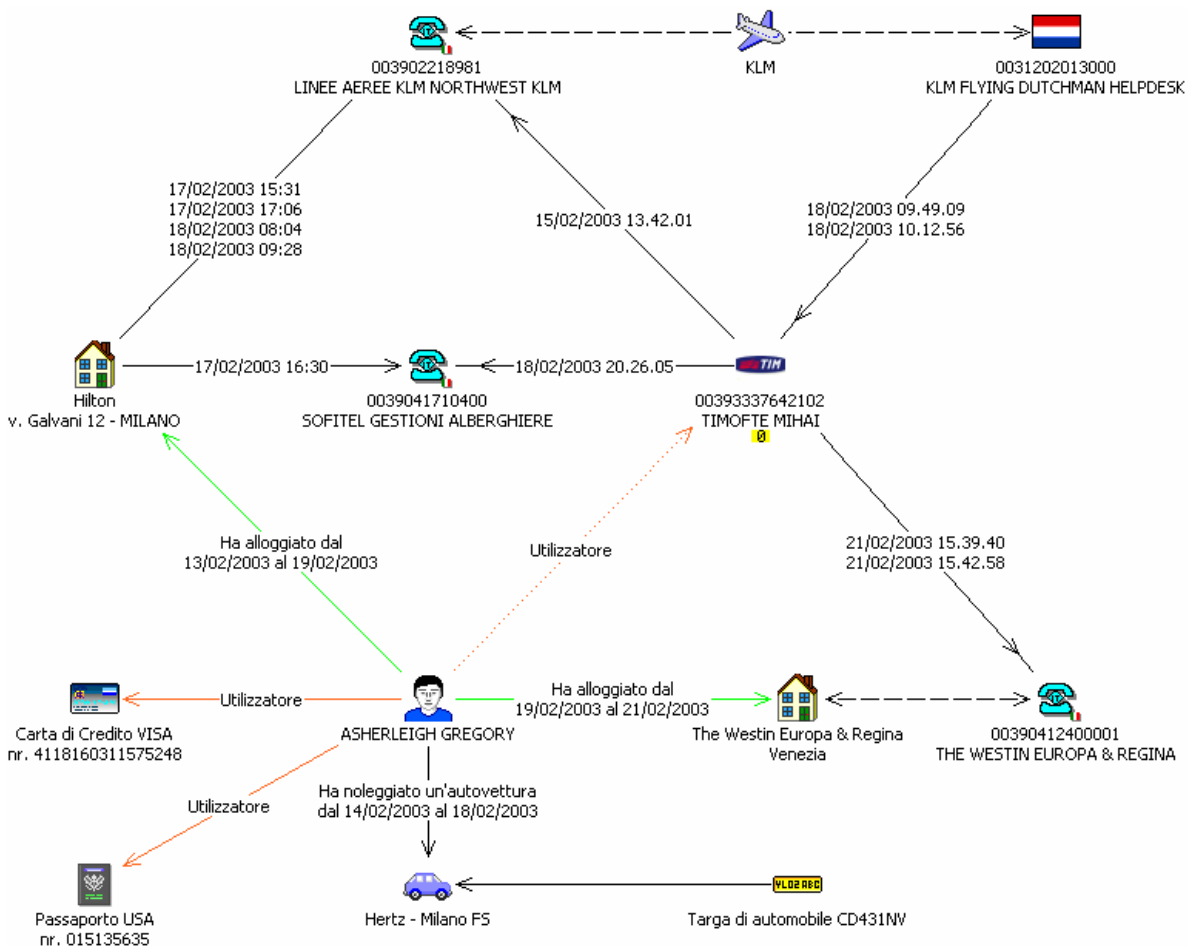 003902218981
LINEE AEREE KLM NORTHWEST KLM
KLM
0031202013000
KLM FLYING DUTCHMAN HELPDESK
17/02/2003 15:31
17/02/2003 17:06
18/02/2003 08:04
18/02/2003 09:28
15/02/2003 13.42.01
18/02/2003 09.49.09
18/02/2003 10.12.56
Hilton
v. Galvani 12 - MILANO
17/02/2003 16:30
0039041710400
SOFITEL GESTIONI ALBERGHIERE
18/02/2003 20.26.05
TIM
00393337642102
TIMOFTE MIHAI
0
Ha alloggiato dal
13/02/2003 al 19/02/2003
Utilizzatore
21/02/2003 15.39.40
21/02/2003 15.42.58
Carta di Credito VISA
nr. 4118160311575248
Utilizzatore
ASHERLEIGH GREGORY
Ha alloggiato dal
19/02/2003 al 21/02/2003
The Westin Europa & Regina
Venezia
00390412400001
THE WESTIN EUROPA & REGINA
Utilizzatore
Ha noleggiato un'autovettura
dal 14/02/2003 al 18/02/2003
Passaporto USA
nr. 015135635
Hertz - Milano FS
YL02 ABC
Targa di automobile CD431NV